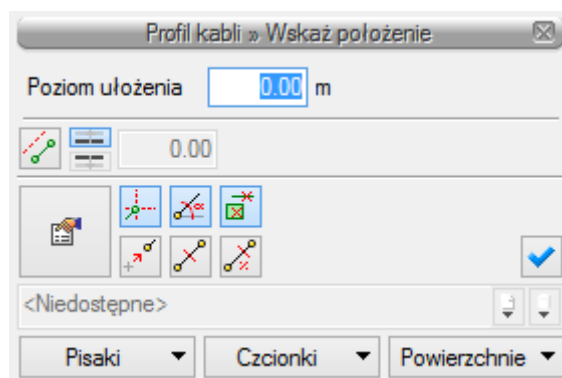 Profil kabli » Wskaż położenie
Poziom ułożenia 0.00 m
0.00
<Niedostępne>
Pisaki Czcionki Powierzchnie